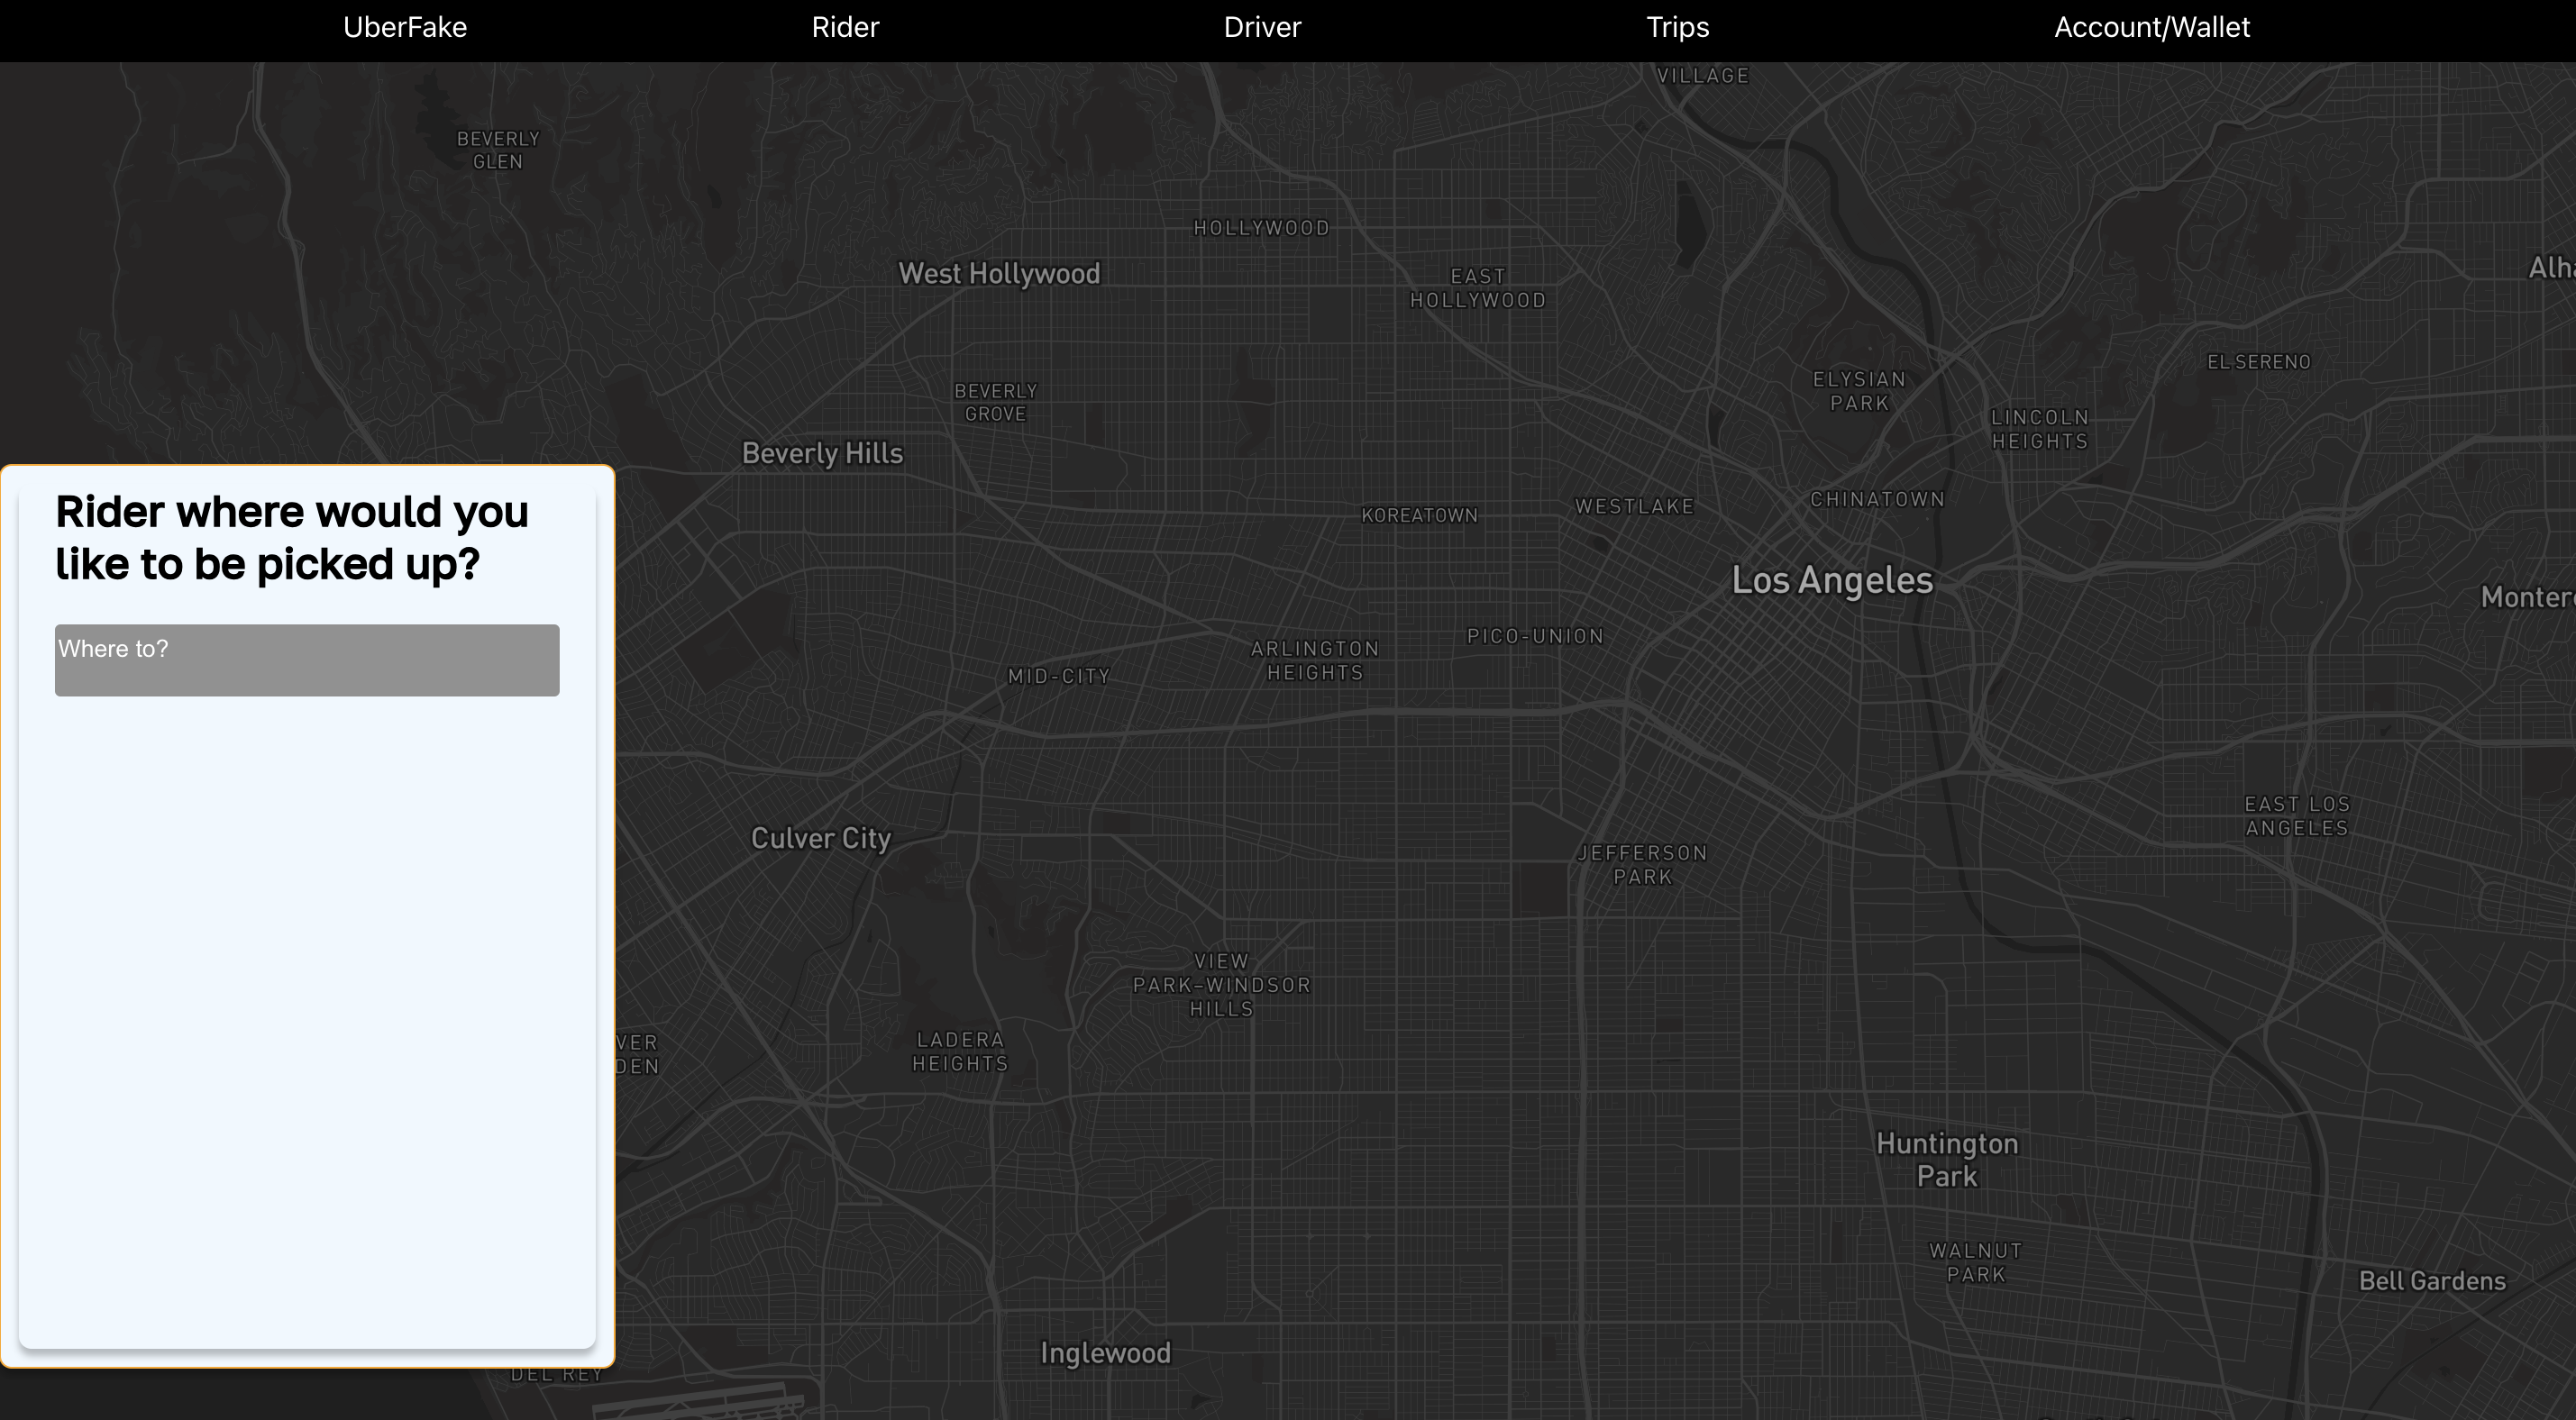 UberFake Rider Driver Trips Account/Wallet
VILLAGE
BEVERLY
GLEN
HOLLYWOOD
West Hollywood
EAST
HOLLYWOOD
Alha
EL SERENO
ELYSIAN
PARK
BEVERLY
GROVE
LINCOLN
HEIGHTS
Beverly Hills
Rider where would you
like to be picked up?
Where to?
KOREATOWN
WESTLAKE
CHINATOWN
Los Angeles
Monter
PICO-UNION
ARLINGTON
HEIGHTS
MID-CITY
EAST LOS
ANGELES
Culver City
JEFFERSON
PARK
VIEW
PARK–WINDSOR
HILLS
VER
DEN
LADERA
HEIGHTS
Huntington
Park
WALNUT
PARK
Bell Gardens
Inglewood
DEL REY